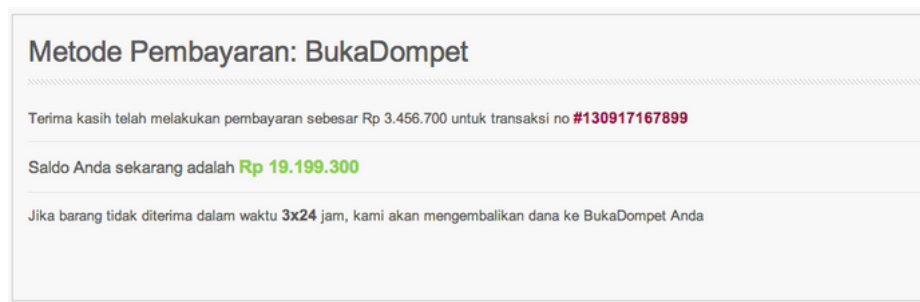 Metode Pembayaran: BukaDompet
Terima kasih telah melakukan pembayaran sebesar Rp 3.456.700 untuk transaksi no #130917167899
Saldo Anda sekarang adalah Rp 19.199.300
Jika barang tidak diterima dalam waktu 3x24 jam, kami akan mengembalikan dana ke BukaDompet Anda